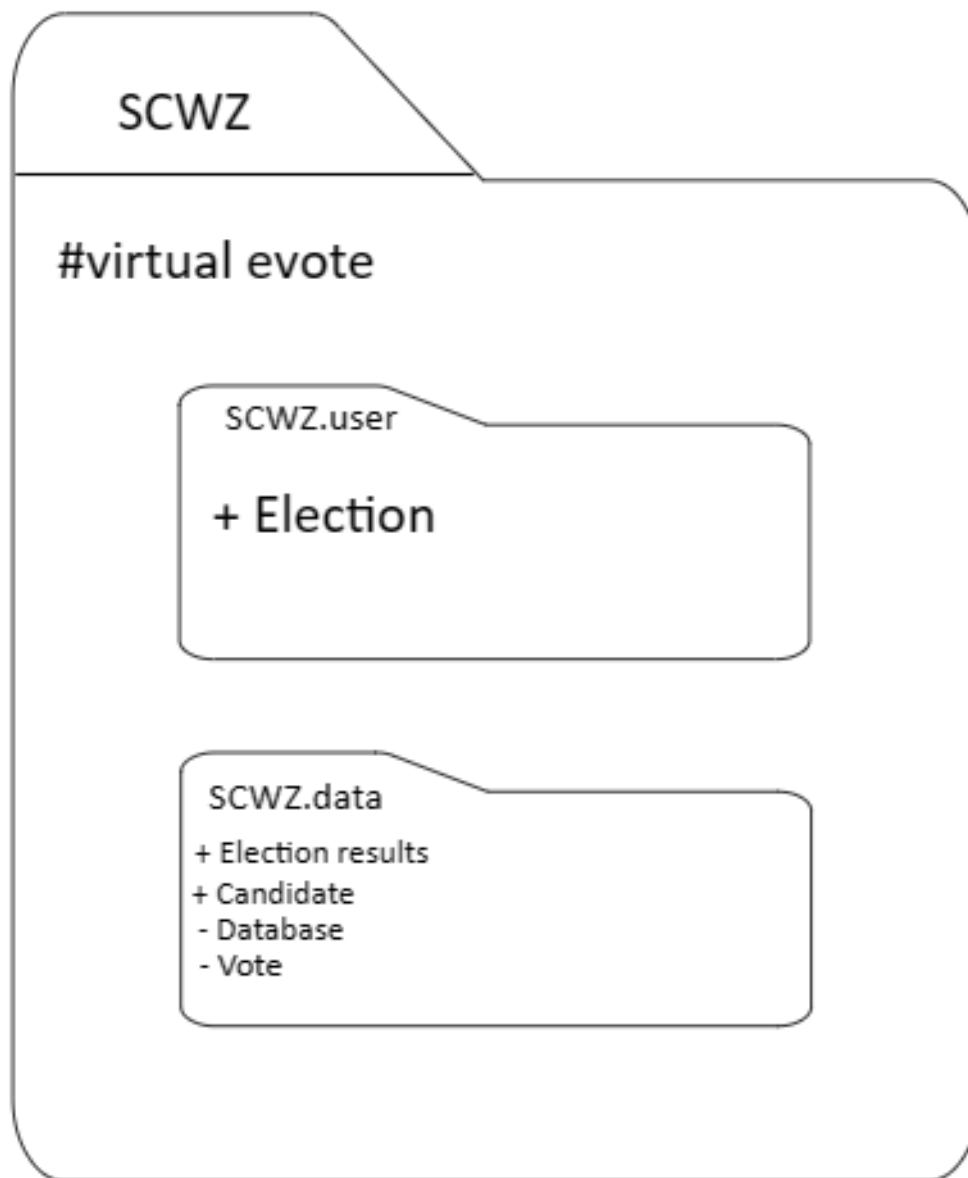 SCWZ
#virtual evote
SCWZ.user
+ Election
SCWZ.data
+ Election results
+ Candidate
- Database
- Vote